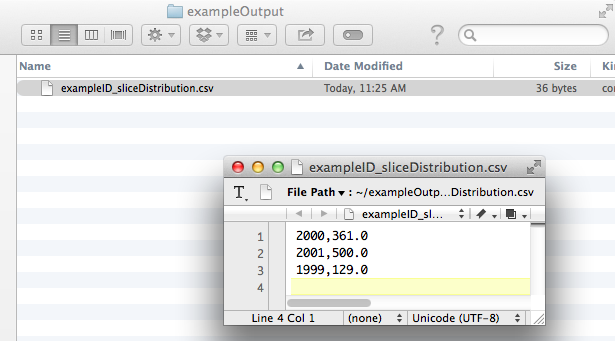 exampleOutput
Name Date Modified Size Kin
exampleID_sliceDistribution.csv Today, 11:25 AM 36 bytes con
exampleID_sliceDistribution.csv
File Path ▾ : ~/exampleOutp...Distribution.csv
exampleID_sl...
1 2000,361.0
2 2001,500.0
3 1999,129.0
4
Line 4 Col 1 (none) Unicode (UTF-8)